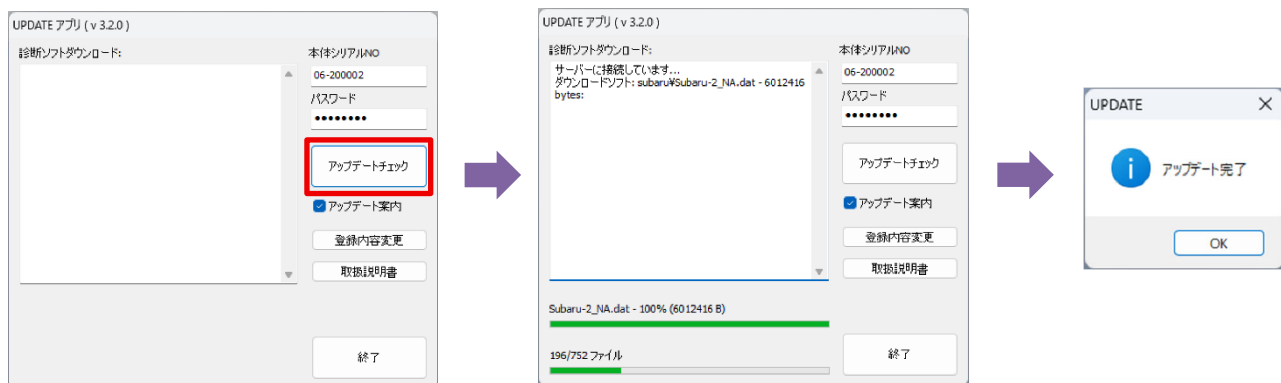 UPDATE アプリ ( v 3.2.0 )
診断ソフトダウンロード:
本体シリアルNO
06-200002
パスワード
●●●●●●●●
アップデートチェック
アップデート案内
登録内容変更
取扱説明書
終了
UPDATE アプリ ( v 3.2.0 )
診断ソフトダウンロード:
サーバーに接続しています...
ダウンロードソフト: subaru¥Subaru-2_NA.dat - 6012416
bytes:
本体シリアルNO
06-200002
パスワード
●●●●●●●●
アップデートチェック
アップデート案内
登録内容変更
取扱説明書
Subaru-2_NA.dat - 100% (6012416 B)
196/752 ファイル
終了
UPDATE
アップデート完了
OK